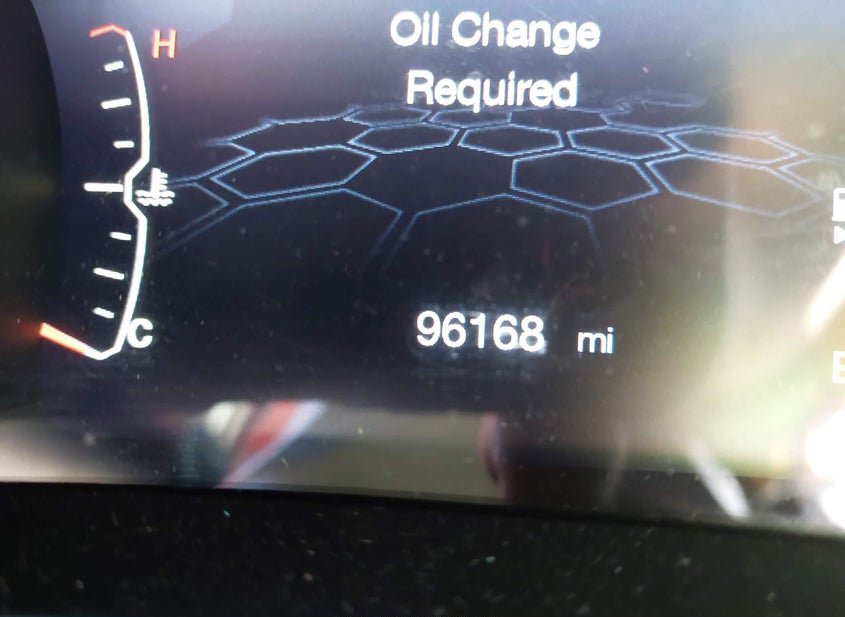 H
Oil Change
Required
C
96168 mi
E